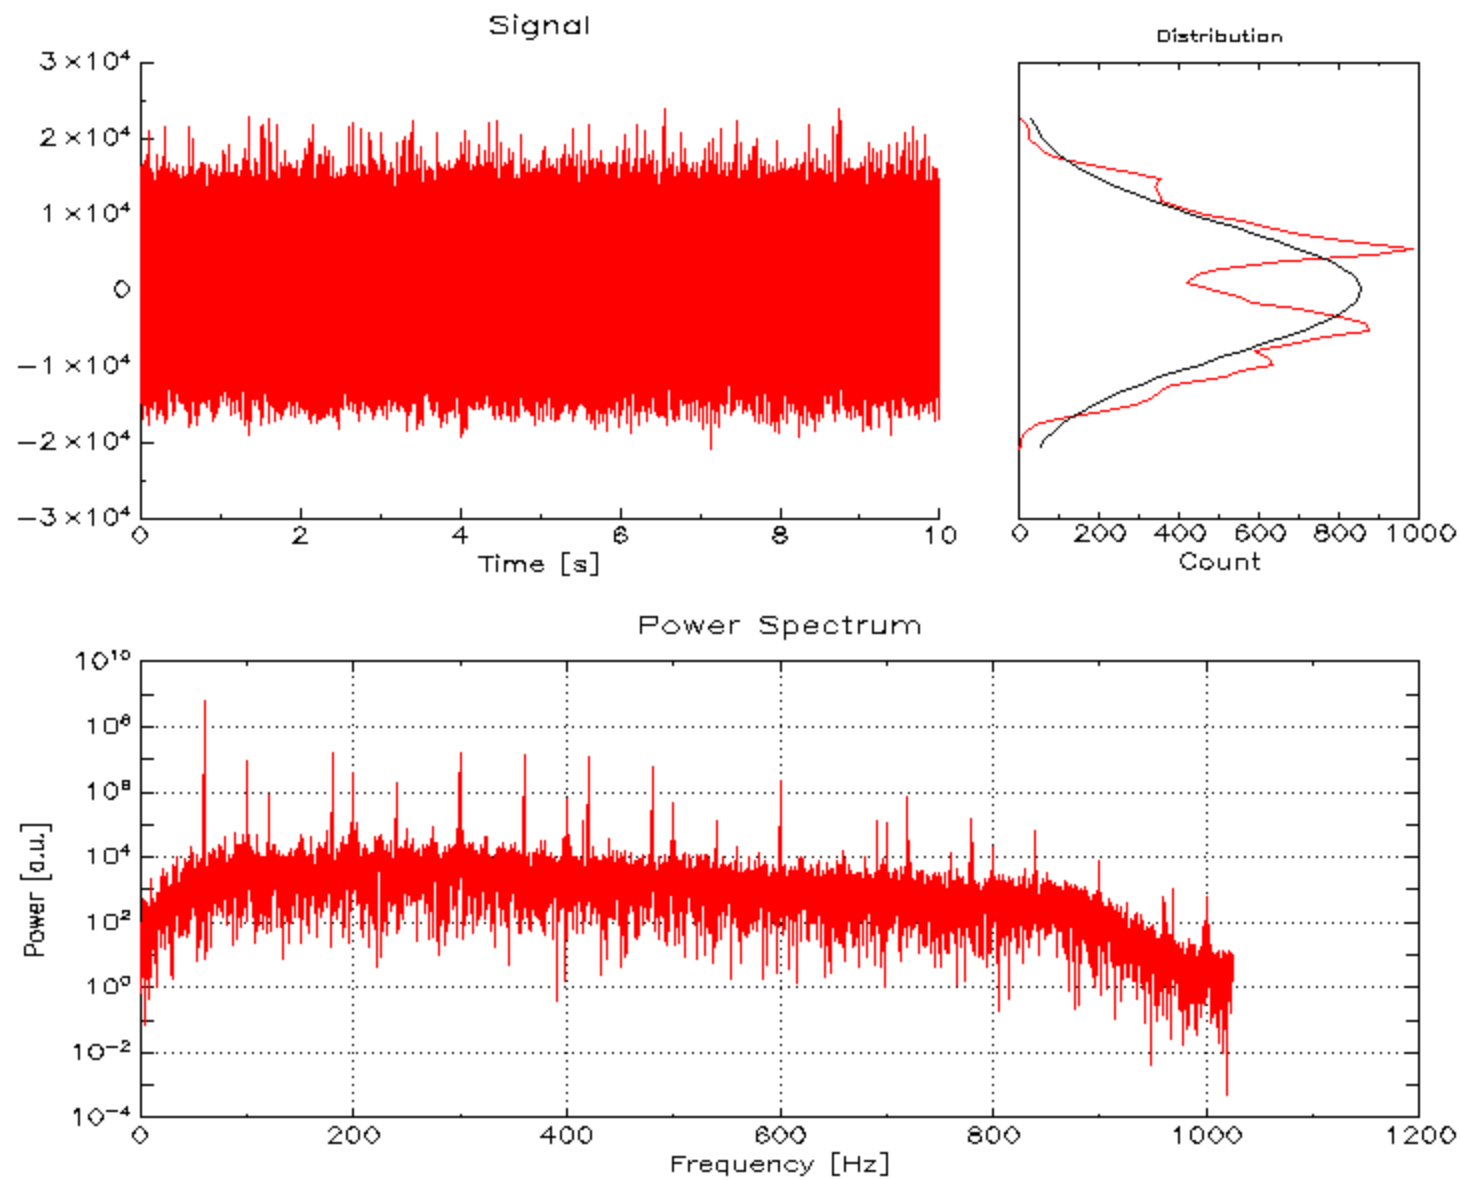 Signal
3×10⁴
2×10⁴
1×10⁴
0
−1×10⁴
−2×10⁴
−3×10⁴
0 2 4 6 8 10
Time [s]
Distribution
0 200 400 600 800 1000
Count
Power Spectrum
10¹⁰
10⁸
10⁶
10⁴
10²
10⁰
10⁻²
10⁻⁴
Power [a.u.]
0 200 400 600 800 1000 1200
Frequency [Hz]